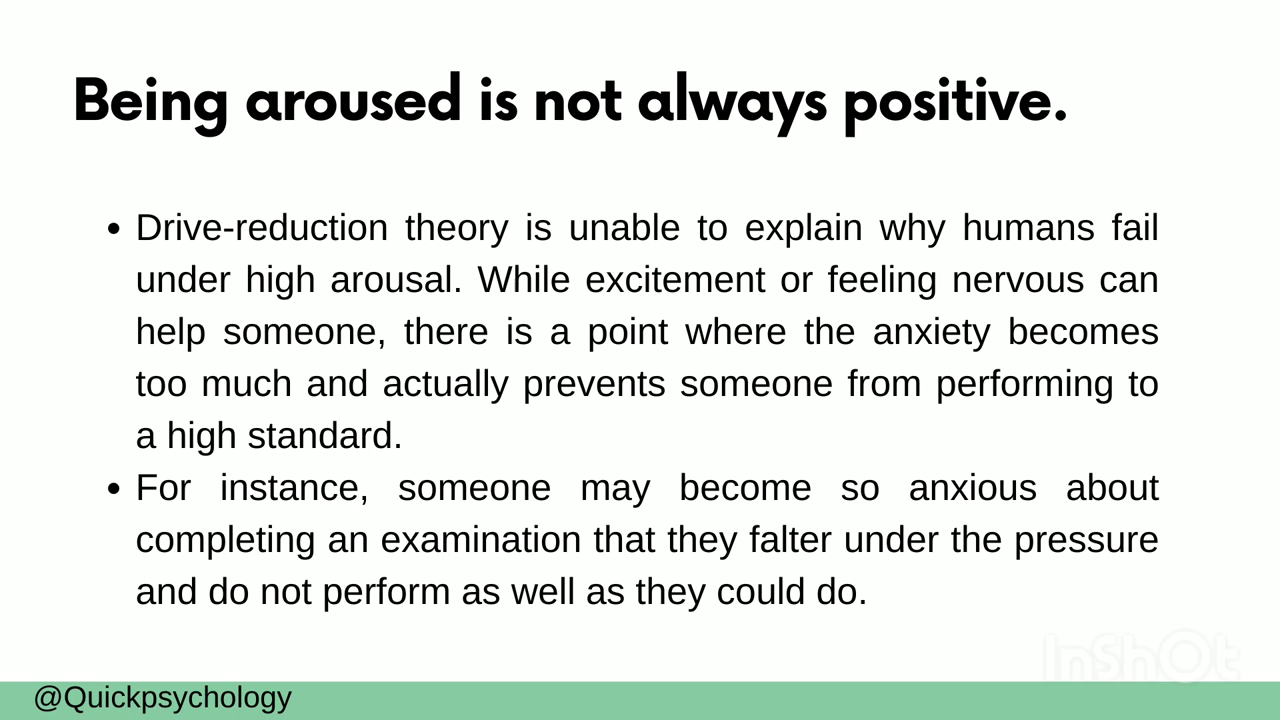 Being aroused is not always positive.
• Drive-reduction theory is unable to explain why humans fail
under high arousal. While excitement or feeling nervous can
help someone, there is a point where the anxiety becomes
too much and actually prevents someone from performing to
a high standard.
• For instance, someone may become so anxious about
completing an examination that they falter under the pressure
and do not perform as well as they could do.
InShOt
@Quickpsychology